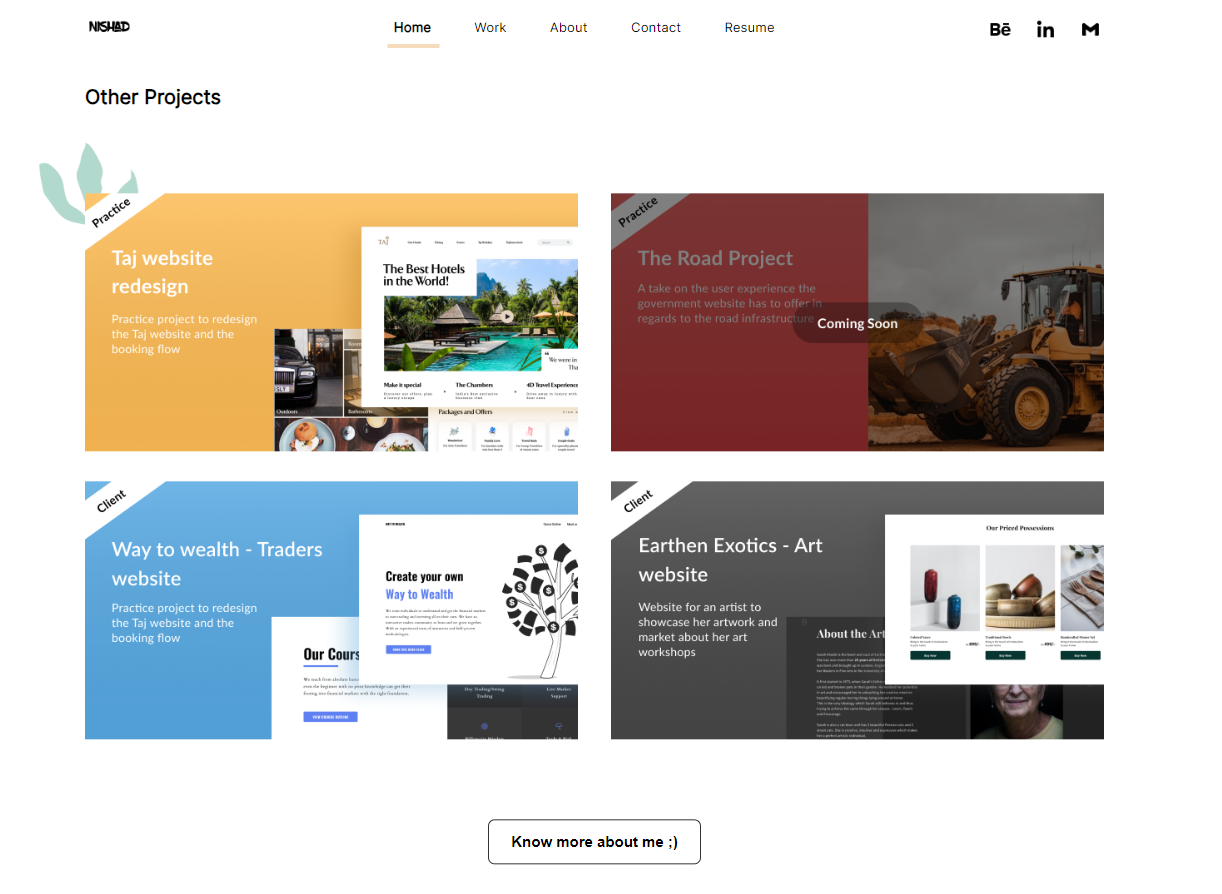 NISHAD
Home
Work
About
Contact
Resume
Bē
in
Other Projects
Practice
Taj website
redesign
Practice project to redesign
the Taj website and the
booking flow
TAJ
The Best Hotels
in the World!
Make it special
The Chambers
4D Travel Experience
Outdoors
Bathrooms
Packages and Offers
Practice
The Road Project
A take on the user experience the
government website has to offer in
regards to the road infrastructure
Coming Soon
Client
Way to wealth - Traders
website
Practice project to redesign
the Taj website and the
booking flow
Create your own
Way to Wealth
Our Cours
Day Trading/Swing
Trading
Live Market
Support
Client
Earthen Exotics - Art
website
Website for an artist to
showcase her artwork and
market about her art
workshops
Our Prized Possessions
Buy Now
Buy Now
Buy Now
About the Art
Know more about me ;)